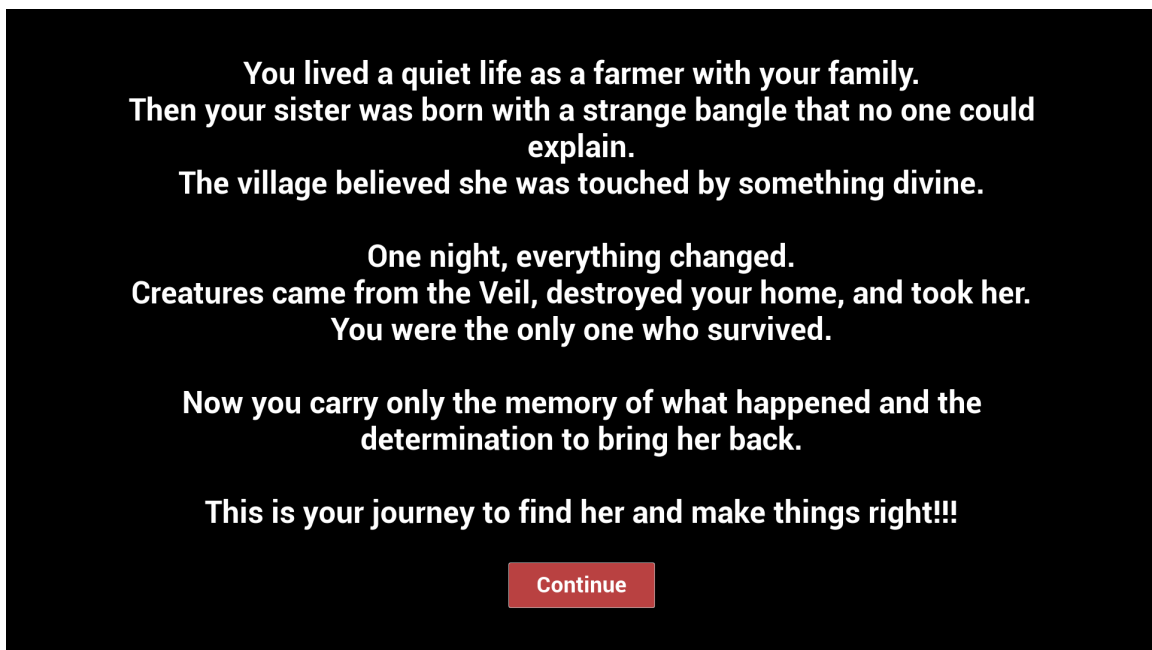 You lived a quiet life as a farmer with your family.
Then your sister was born with a strange bangle that no one could
explain.
The village believed she was touched by something divine.
One night, everything changed.
Creatures came from the Veil, destroyed your home, and took her.
You were the only one who survived.
Now you carry only the memory of what happened and the
determination to bring her back.
This is your journey to find her and make things right!!!
Continue